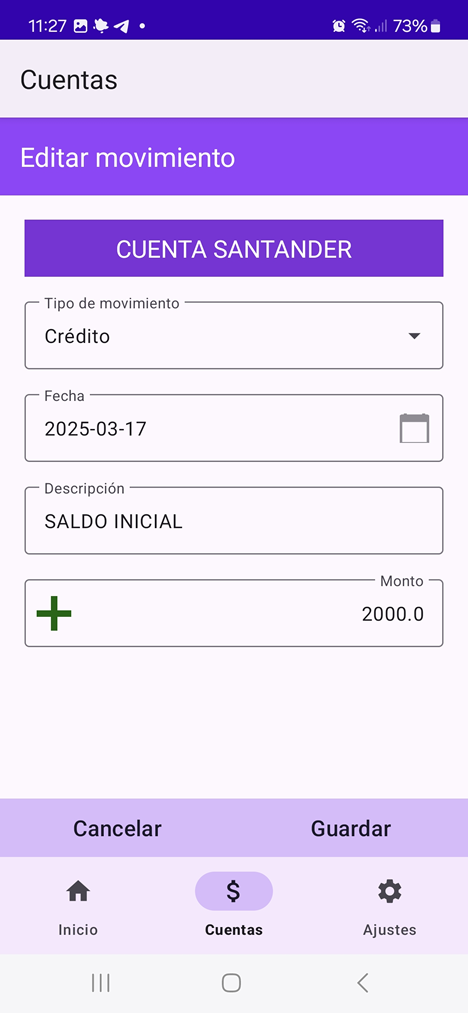 11:27 73%
Cuentas
Editar movimiento
CUENTA SANTANDER
Tipo de movimiento
Crédito
Fecha
2025-03-17
Descripción
SALDO INICIAL
Monto
2000.0
Cancelar Guardar
Inicio Cuentas Ajustes